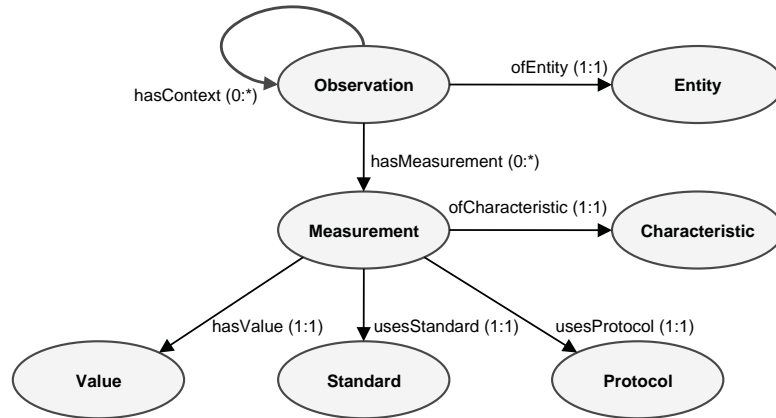 ofEntity (1:1)
Observation
Entity
hasContext (0:*)
hasMeasurement (0:*)
ofCharacteristic (1:1)
Measurement
Characteristic
hasValue (1:1)
usesStandard (1:1)
usesProtocol (1:1)
Value
Standard
Protocol